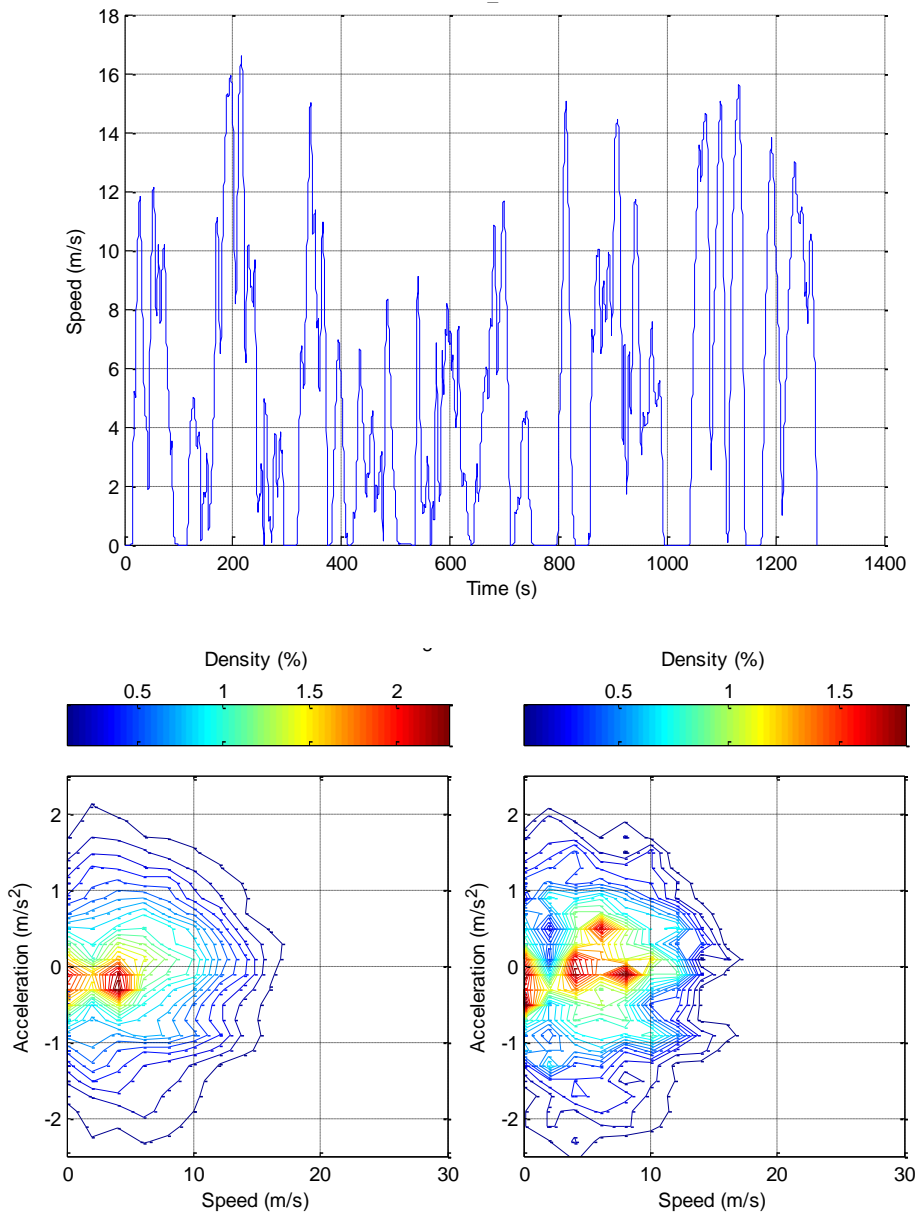 18
16
14
12
10
8
6
4
2
0
Speed (m/s)
0 200 400 600 800 1000 1200 1400
Time (s)
Density (%) Density (%)
0.5 1 1.5 2 0.5 1 1.5
2 2
1 1
0 0
-1 -1
-2 -2
Acceleration (m/s2) Acceleration (m/s2)
0 10 20 30 0 10 20 30
Speed (m/s) Speed (m/s)